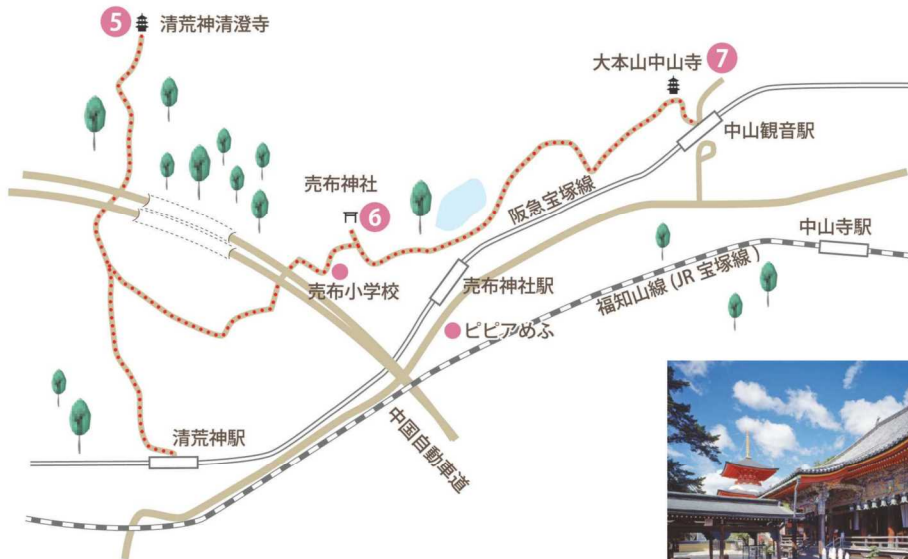 5 清荒神清澄寺
大本山中山寺 7
中山観音駅
売布神社
6
阪急宝塚線
中山寺駅
売布小学校
売布神社駅
福知山線(JR宝塚線)
ピピアめふ
清荒神駅
中国自動車道